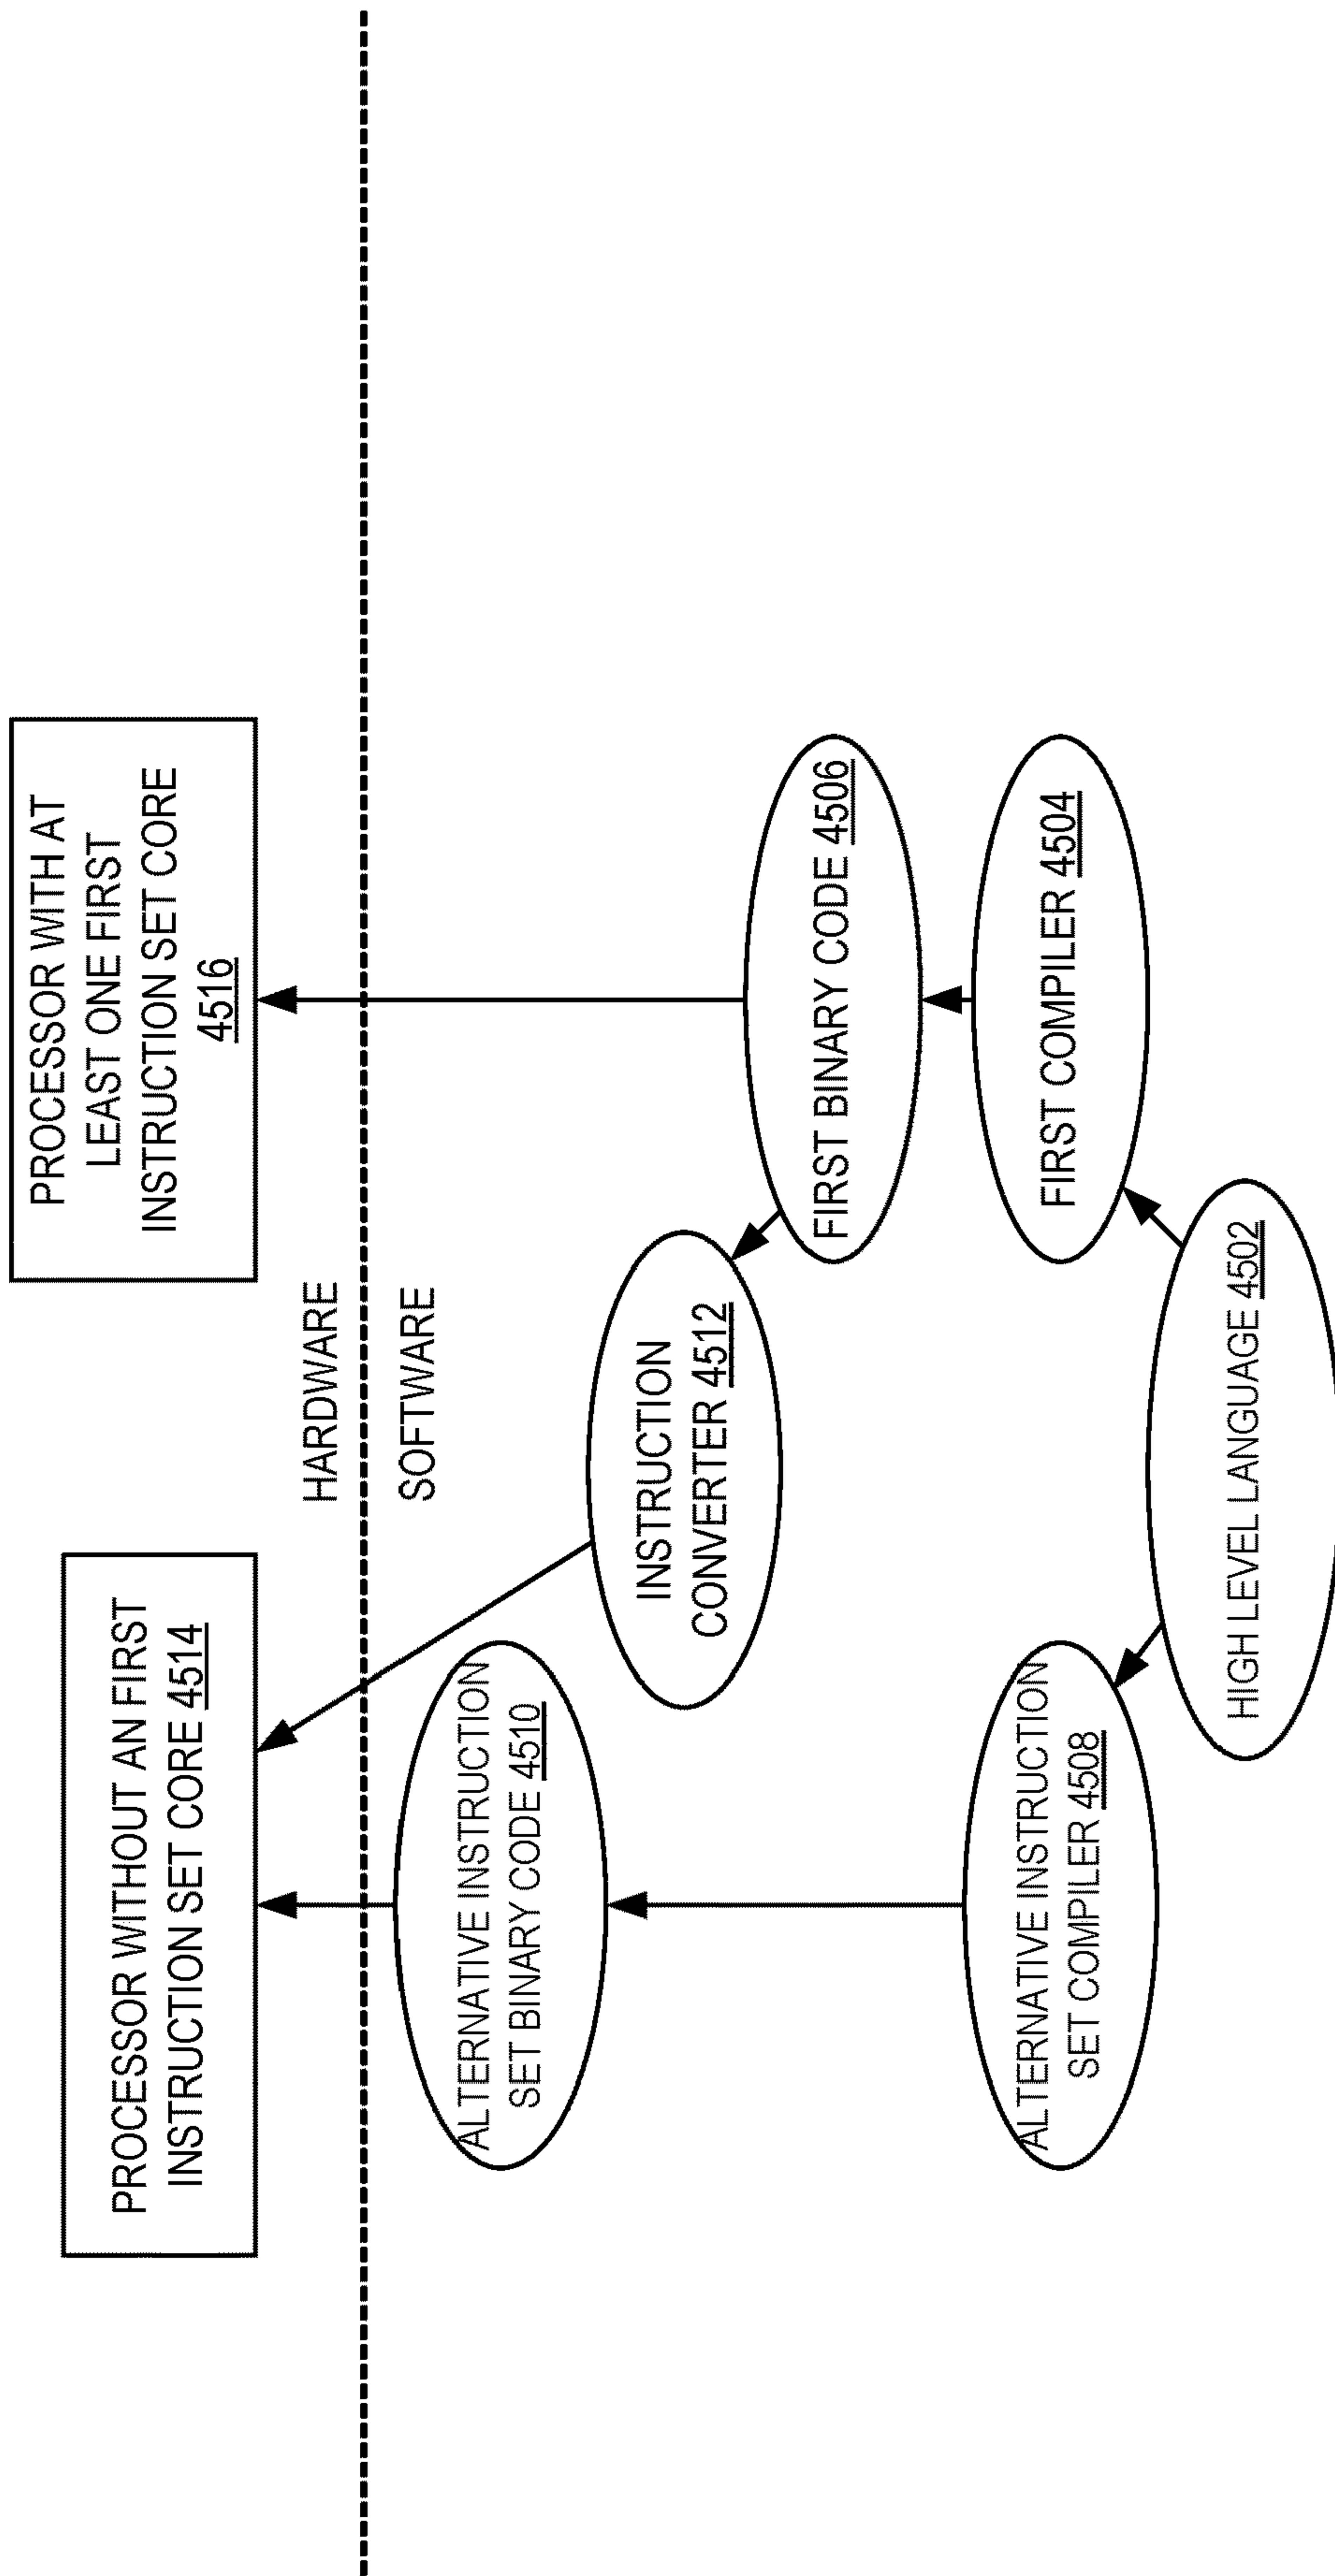 PROCESSOR WITHOUT AN FIRST
INSTRUCTION SET CORE 4514
PROCESSOR WITH AT
LEAST ONE FIRST
INSTRUCTION SET CORE
4516
HARDWARE
SOFTWARE
ALTERNATIVE INSTRUCTION
SET BINARY CODE 4510
INSTRUCTION
CONVERTER 4512
FIRST BINARY CODE 4506
ALTERNATIVE INSTRUCTION
SET COMPILER 4508
FIRST COMPILER 4504
HIGH LEVEL LANGUAGE 4502